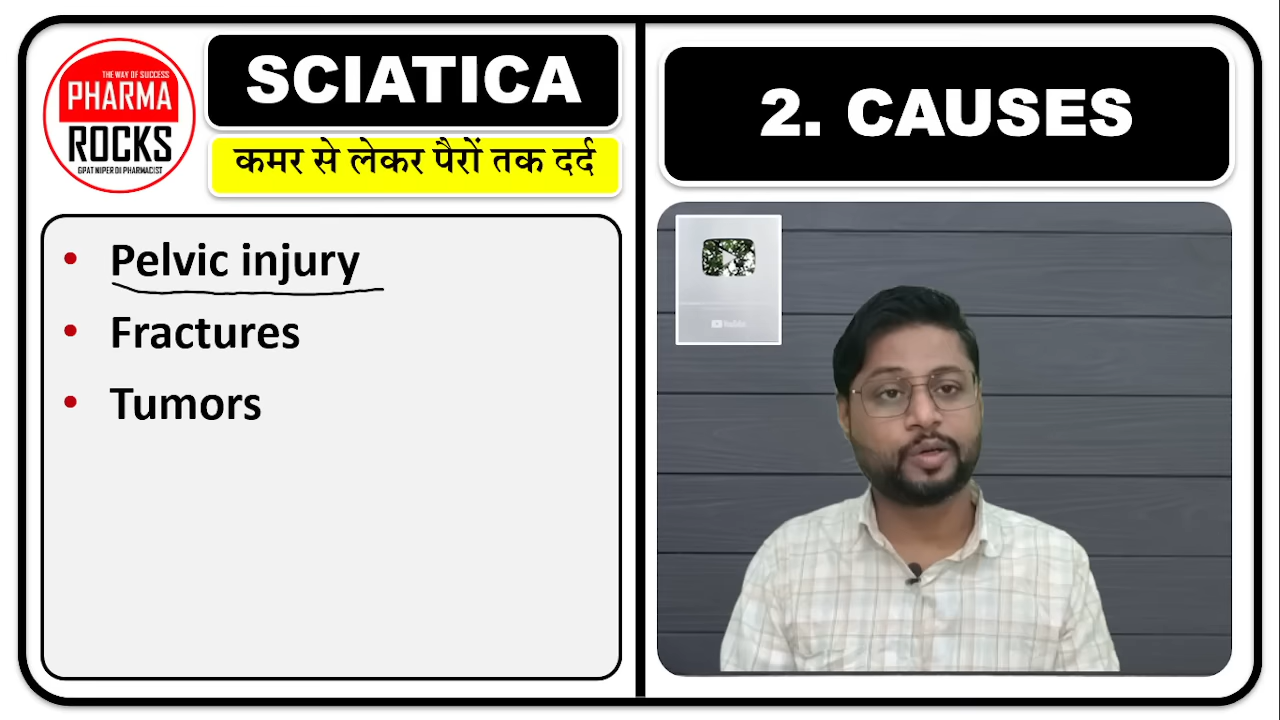 THE WAY OF SUCCESS
PHARMA
ROCKS
GPAT NIPER DI PHARMACIST
SCIATICA
कमर से लेकर पैरों तक दर्द
2. CAUSES
• Pelvic injury
• Fractures
• Tumors
YouTube